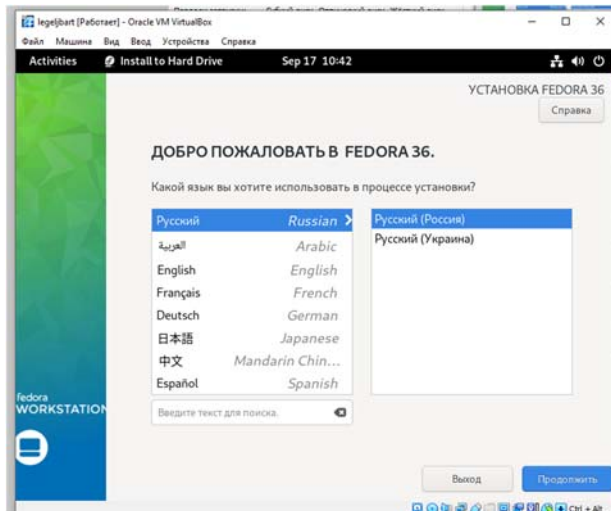 legeljbart [Работает] - Oracle VM VirtualBox
Файл Машина Вид Ввод Устройства Справка
Activities Install to Hard Drive Sep 17 10:42
УСТАНОВКА FEDORA 36
Справка
ДОБРО ПОЖАЛОВАТЬ В FEDORA 36.
Какой язык вы хотите использовать в процессе установки?
Русский Russian Русский (Россия)
العربية Arabic Русский (Украина)
English English
Français French
Deutsch German
日本語 Japanese
中文 Mandarin Chin...
Español Spanish
Введите текст для поиска.
fedora
WORKSTATION
Выход Продолжить
Ctrl + Alt